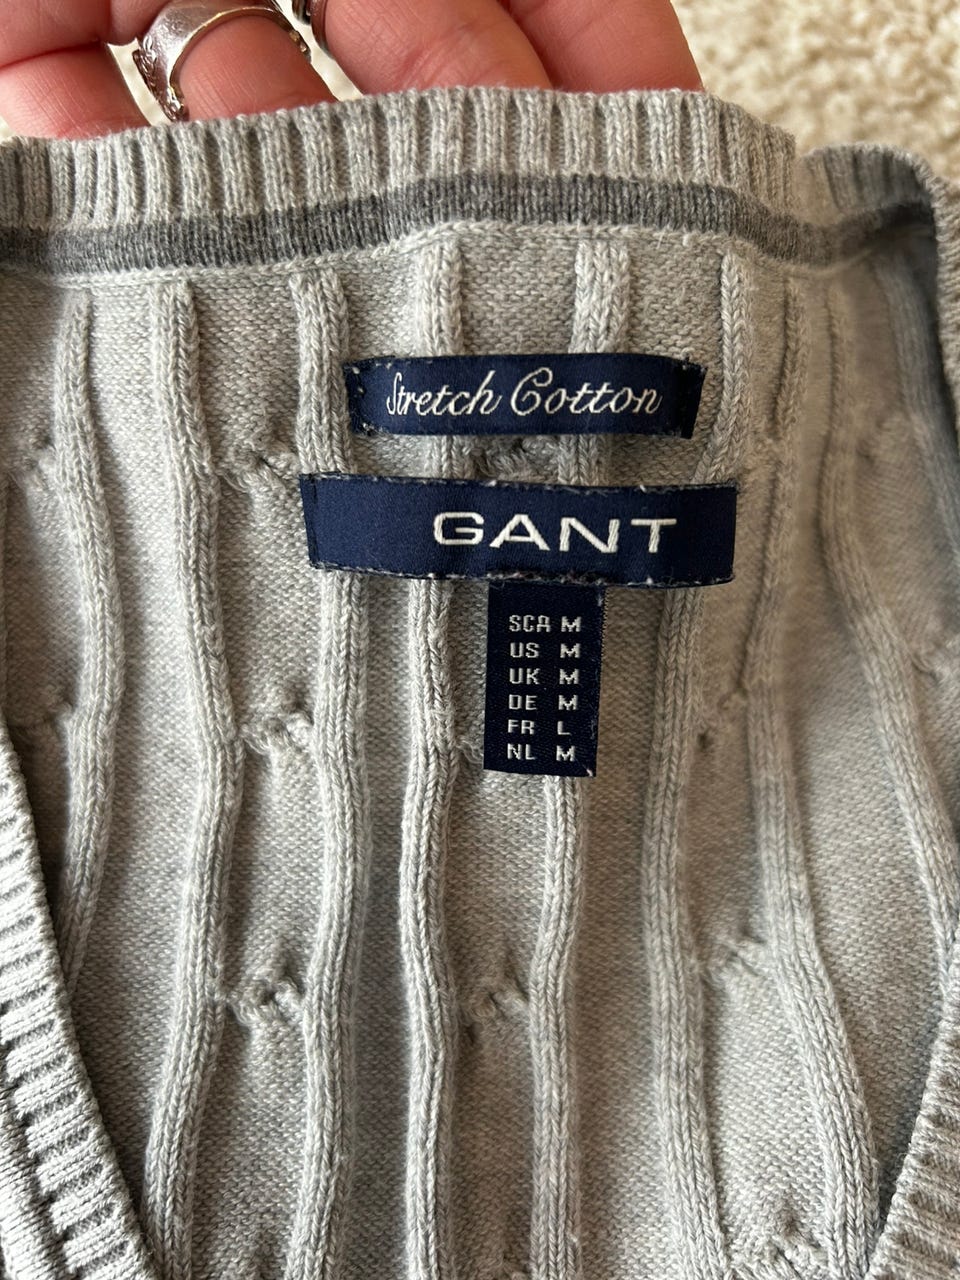 Stretch Cotton
GANT
SCA M
US M
UK M
DE M
FR L
NL M